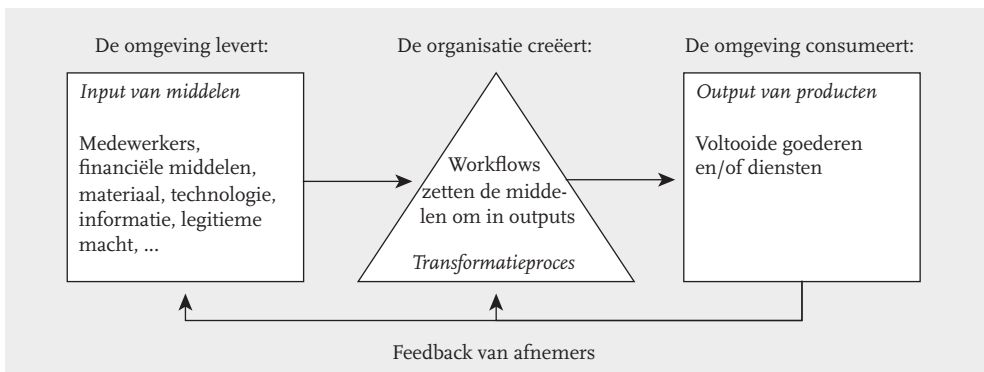 De omgeving levert:
Input van middelen
Medewerkers,
financiële middelen,
materiaal, technologie,
informatie, legitieme
macht, ...
De organisatie creëert:
Workflows
zetten de midde-
len om in outputs
Transformatieproces
De omgeving consumeert:
Output van producten
Voltooide goederen
en/of diensten
Feedback van afnemers